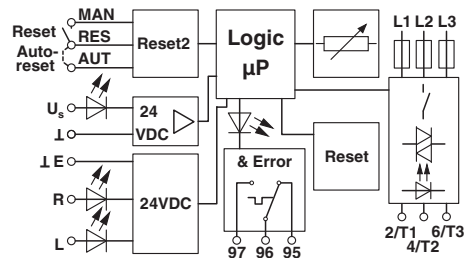 MAN
Reset
RES
Auto-
reset
AUT
Reset2
Logic
µP
L1 L2 L3
Us
24
VDC
⊥
⊥ E
R
L
24VDC
& Error
97 96 95
Reset
2/T1
4/T2
6/T3